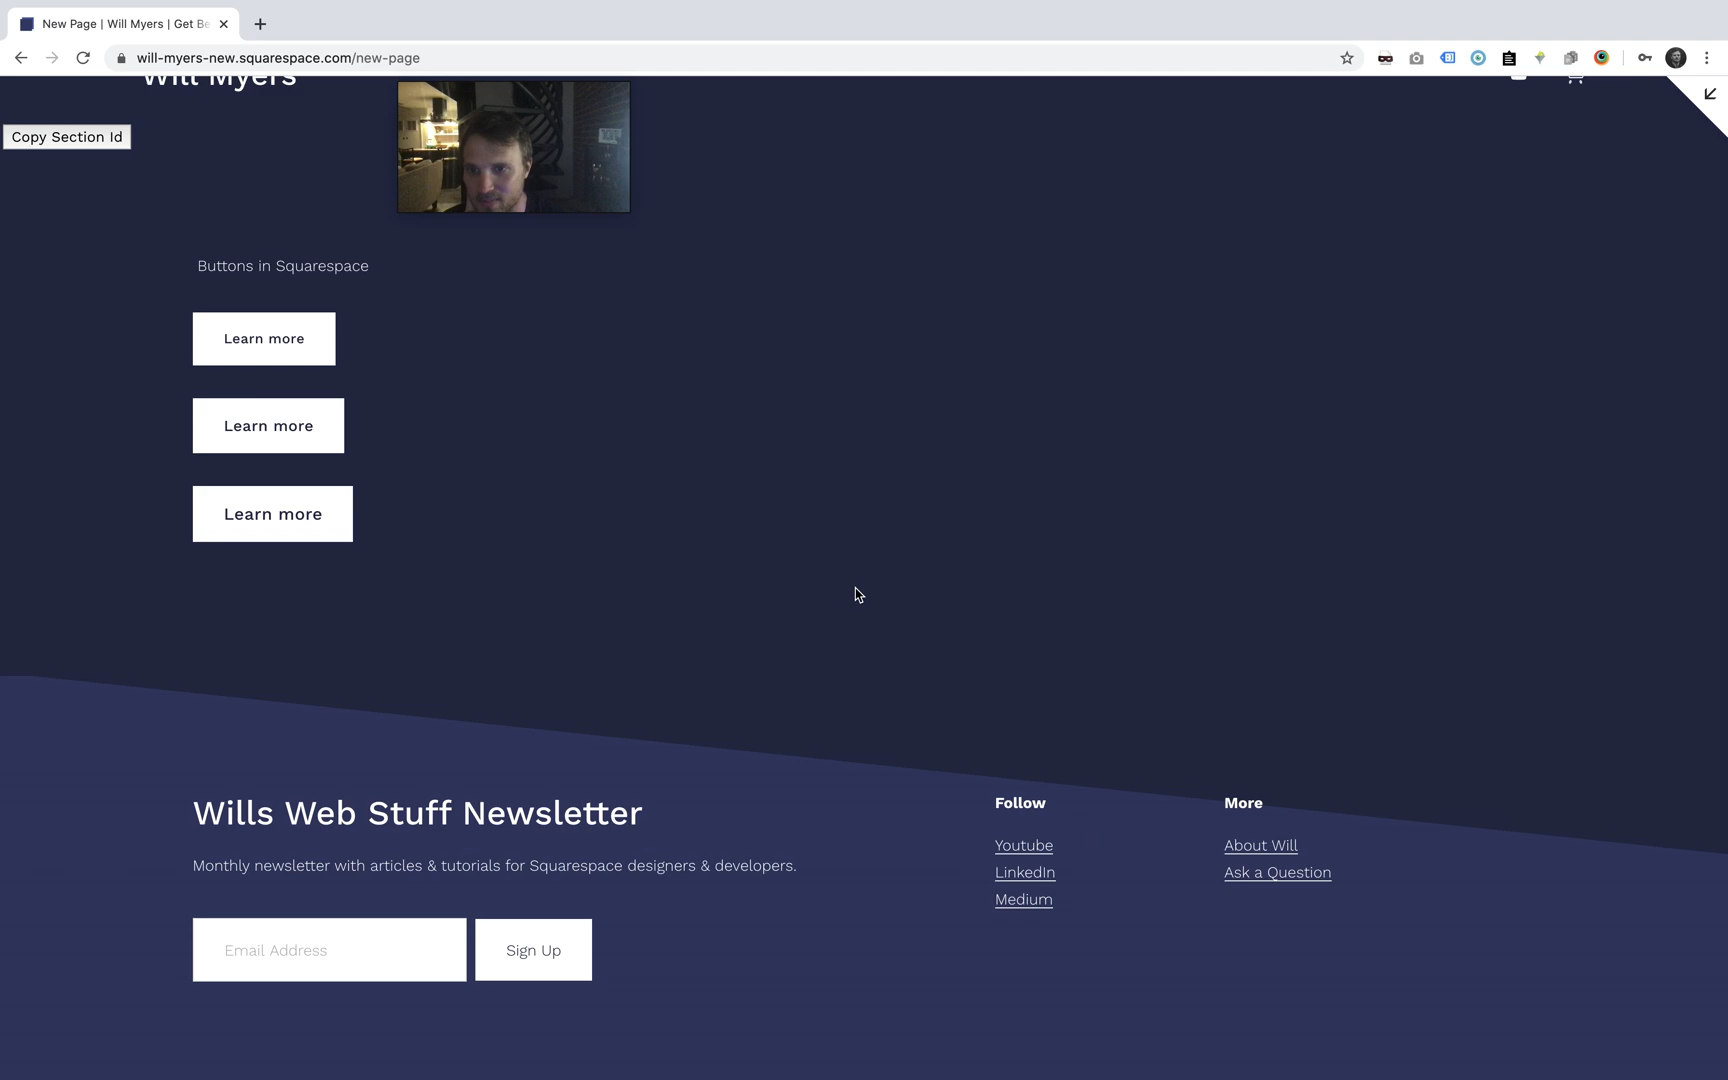 New Page | Will Myers | Get Be
will-myers-new.squarespace.com/new-page
Will Myers
Copy Section Id
Buttons in Squarespace
Learn more
Learn more
Learn more
Wills Web Stuff Newsletter
Monthly newsletter with articles & tutorials for Squarespace designers & developers.
Email Address
Sign Up
Follow
Youtube
LinkedIn
Medium
More
About Will
Ask a Question